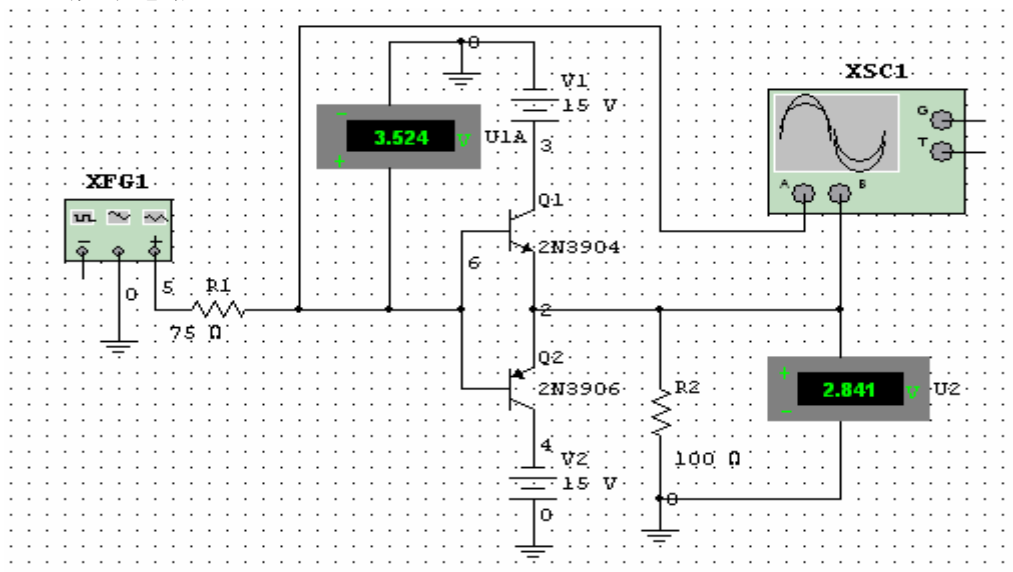 0
V1
15 V
XSC1
3.524 V
U1A
3
G
T
A
B
XFG1
Q1
2N3904
6
5
R1
0
75 Ω
2
Q2
2N3906
R2
2.841 V
U2
4
V2
15 V
100 Ω
0
0